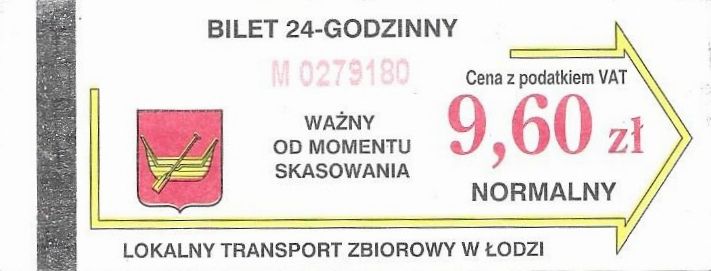 BILET 24-GODZINNY
M 0279180
Cena z podatkiem VAT
9,60 zł
WAŻNY
OD MOMENTU
SKASOWANIA
NORMALNY
LOKALNY TRANSPORT ZBIOROWY W ŁODZI